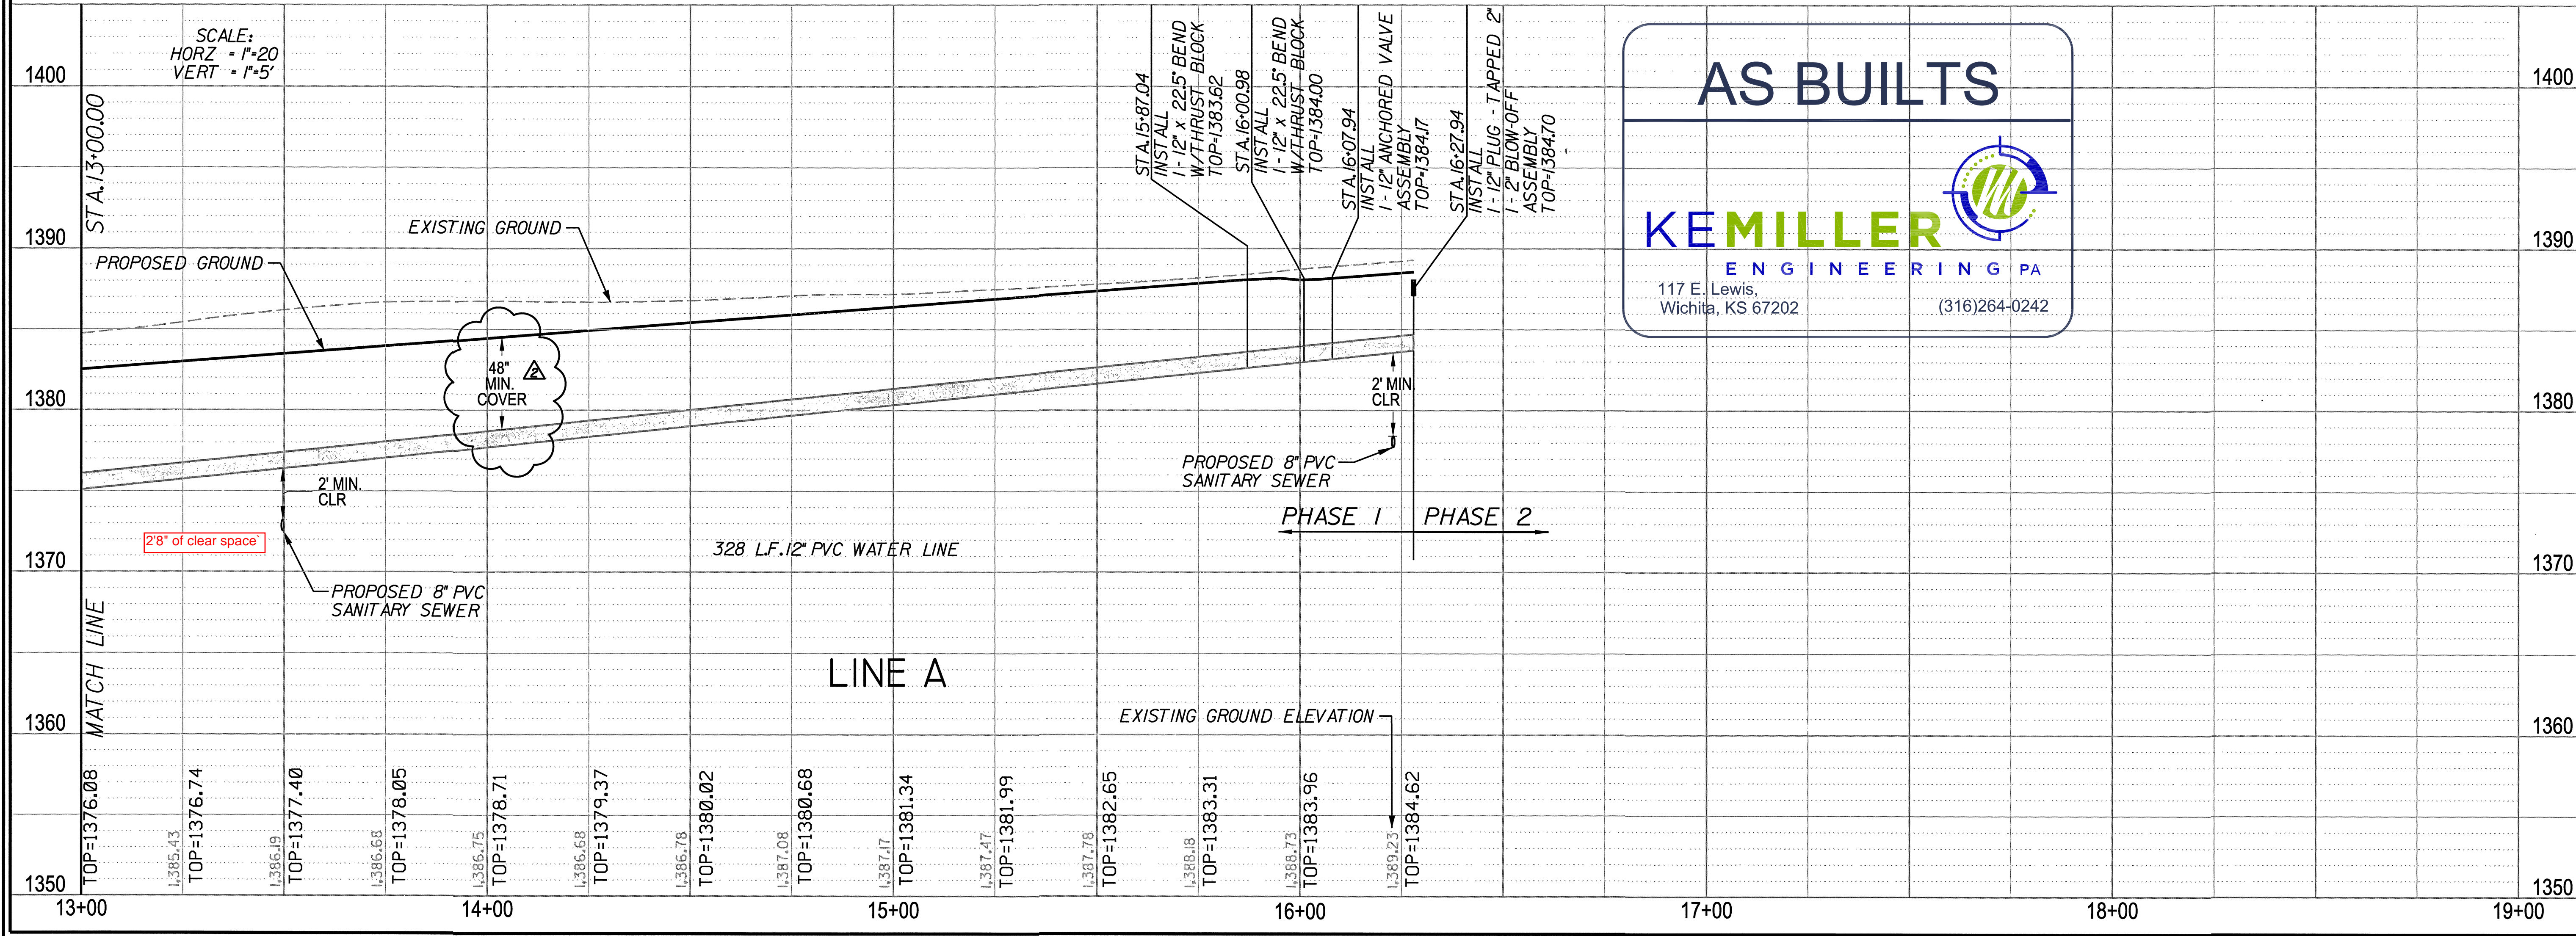 SCALE:
HORZ = 1"=20
VERT = 1"=5'
1400
1390
1380
1370
1360
1350
STA.13+00.00
MATCH LINE
EXISTING GROUND
PROPOSED GROUND
48"
MIN.
COVER
2
2' MIN.
CLR
2'8" of clear space`
PROPOSED 8" PVC
SANITARY SEWER
328 L.F.12" PVC WATER LINE
LINE A
STA.15+87.04
INSTALL
1 - 12" x 22.5° BEND
W/THRUST BLOCK
TOP=1383.62
STA.16+00.98
INSTALL
1 - 12" x 22.5° BEND
W/THRUST BLOCK
TOP=1384.00
STA.16+07.94
INSTALL
1 - 12" ANCHORED VALVE
ASSEMBLY
TOP=1384.17
STA.16+27.94
INSTALL
1 - 12" PLUG - TAPPED 2"
1 - 2" BLOW-OFF
ASSEMBLY
TOP=1384.70
2' MIN.
CLR
PROPOSED 8" PVC
SANITARY SEWER
PHASE 1
PHASE 2
EXISTING GROUND ELEVATION
AS BUILTS
KEMILLER
ENGINEERING PA
117 E. Lewis,
Wichita, KS 67202
(316)264-0242
1400
1390
1380
1370
1360
1350
TOP=1376.08
1,385.43
TOP=1376.74
1,386.19
TOP=1377.40
1,386.68
TOP=1378.05
1,386.75
TOP=1378.71
1,386.68
TOP=1379.37
1,386.78
TOP=1380.02
1,387.08
TOP=1380.68
1,387.17
TOP=1381.34
1,387.47
TOP=1381.99
1,387.78
TOP=1382.65
1,388.18
TOP=1383.31
1,388.73
TOP=1383.96
1,389.23
TOP=1384.62
13+00
14+00
15+00
16+00
17+00
18+00
19+00